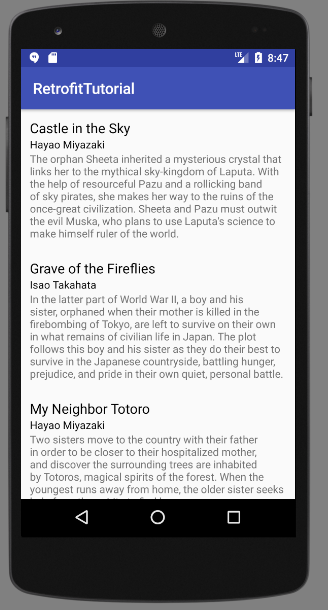 LTE 8:47
RetrofitTutorial
Castle in the Sky
Hayao Miyazaki
The orphan Sheeta inherited a mysterious crystal that
links her to the mythical sky-kingdom of Laputa. With
the help of resourceful Pazu and a rollicking band
of sky pirates, she makes her way to the ruins of the
once-great civilization. Sheeta and Pazu must outwit
the evil Muska, who plans to use Laputa's science to
make himself ruler of the world.
Grave of the Fireflies
Isao Takahata
In the latter part of World War II, a boy and his
sister, orphaned when their mother is killed in the
firebombing of Tokyo, are left to survive on their own
in what remains of civilian life in Japan. The plot
follows this boy and his sister as they do their best to
survive in the Japanese countryside, battling hunger,
prejudice, and pride in their own quiet, personal battle.
My Neighbor Totoro
Hayao Miyazaki
Two sisters move to the country with their father
in order to be closer to their hospitalized mother,
and discover the surrounding trees are inhabited
by Totoros, magical spirits of the forest. When the
youngest runs away from home, the older sister seeks